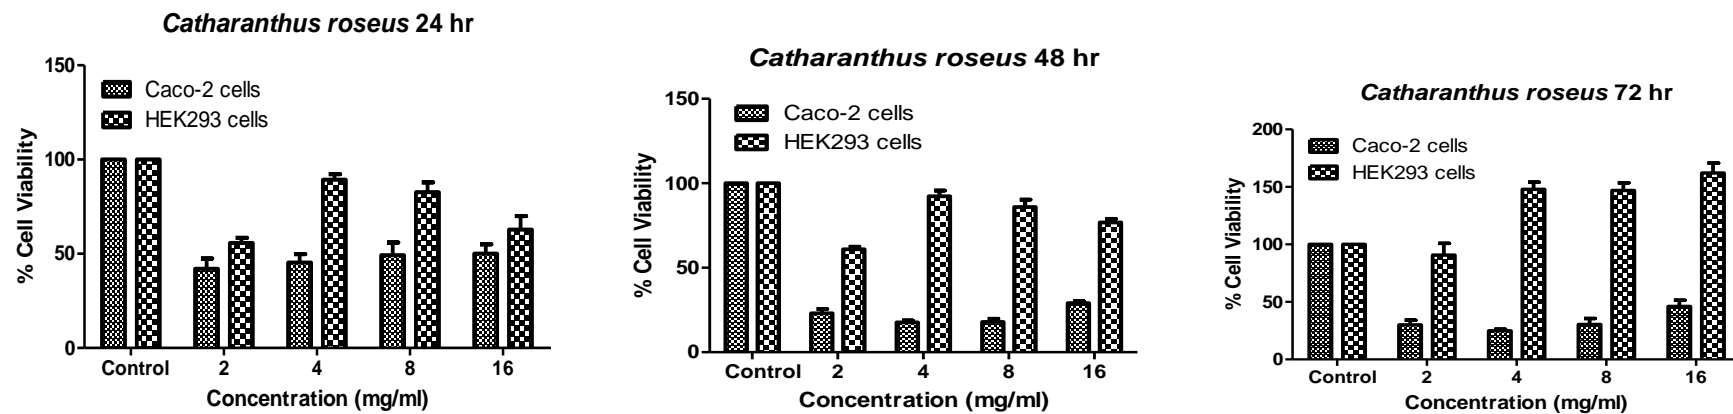 Catharanthus roseus 24 hr
150
100
50
0
% Cell Viability
Caco-2 cells
HEK293 cells
Control 2 4 8 16
Concentration (mg/ml)
Catharanthus roseus 48 hr
150
100
50
0
% Cell Viability
Caco-2 cells
HEK293 cells
Control 2 4 8 16
Concentration (mg/ml)
Catharanthus roseus 72 hr
200
150
100
50
0
% Cell Viability
Caco-2 cells
HEK293 cells
Control 2 4 8 16
Concentration (mg/ml)